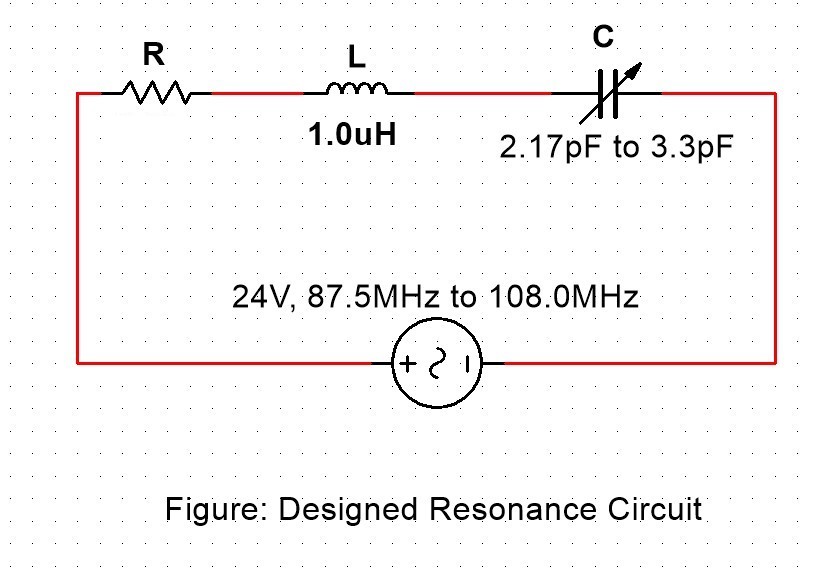 R
L
C
1.0uH
2.17pF to 3.3pF
24V, 87.5MHz to 108.0MHz
Figure: Designed Resonance Circuit